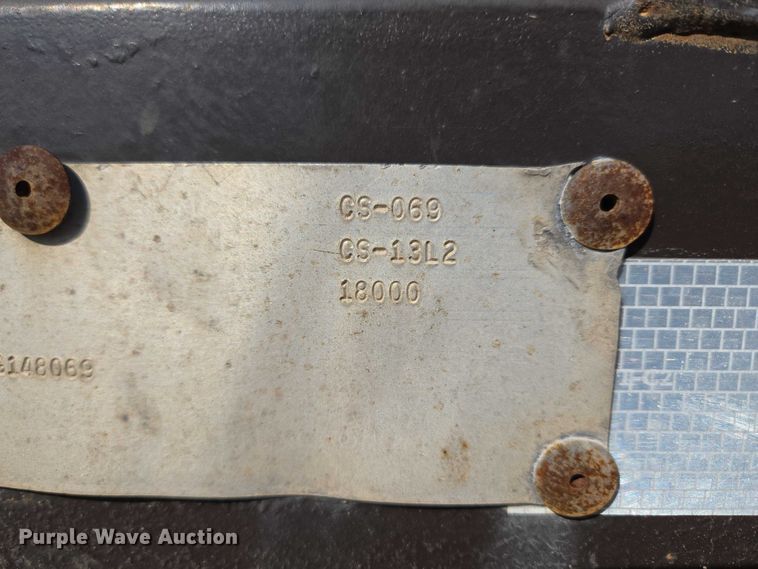 CS-069
CS-13L2
18000
148069
Purple Wave Auction